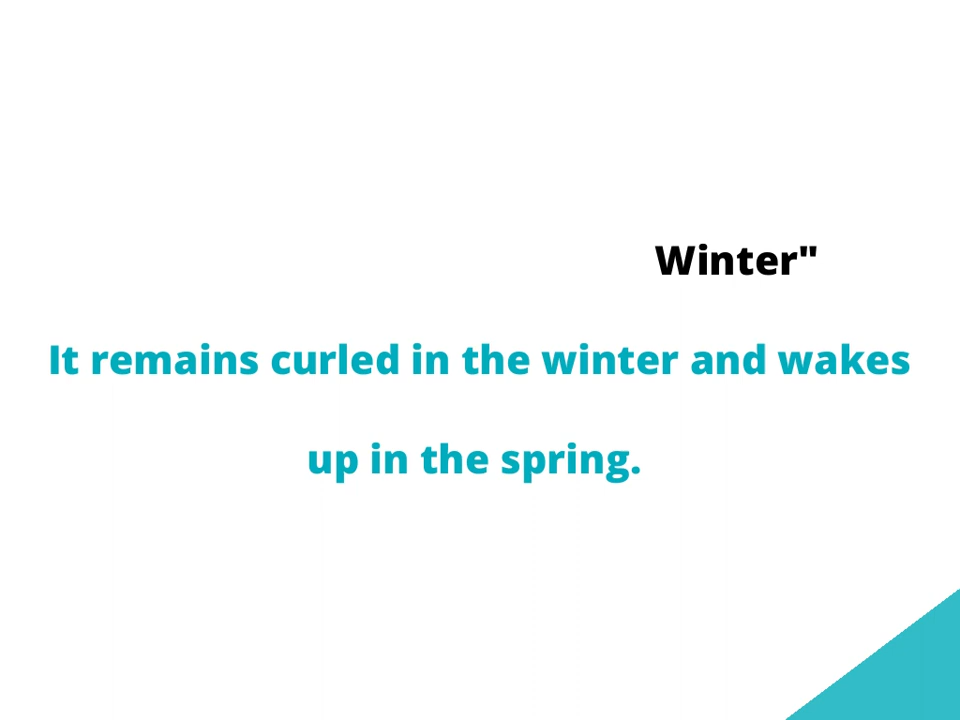 Winter"
It remains curled in the winter and wakes
up in the spring.